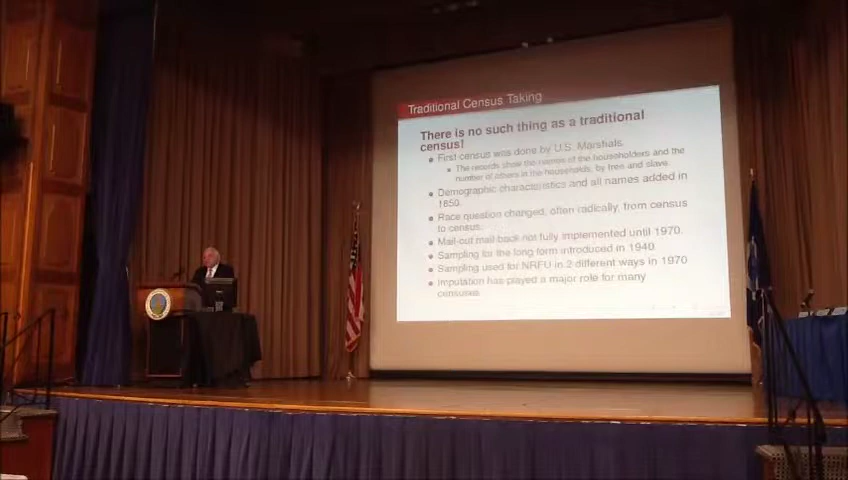 Traditional Census Taking
There is no such thing as a traditional
census!
First census was done by U.S. Marshals.
The records show the names of the householders and the
number of others in the households, by free and slave.
Demographic characteristics and all names added in
1850.
Race question changed, often radically, from census
to census.
Mail-out mail-back not fully implemented until 1970.
Sampling for the long form introduced in 1940
Sampling used for NRFU in 2 different ways in 1970
Imputation has played a major role for many
censuses.